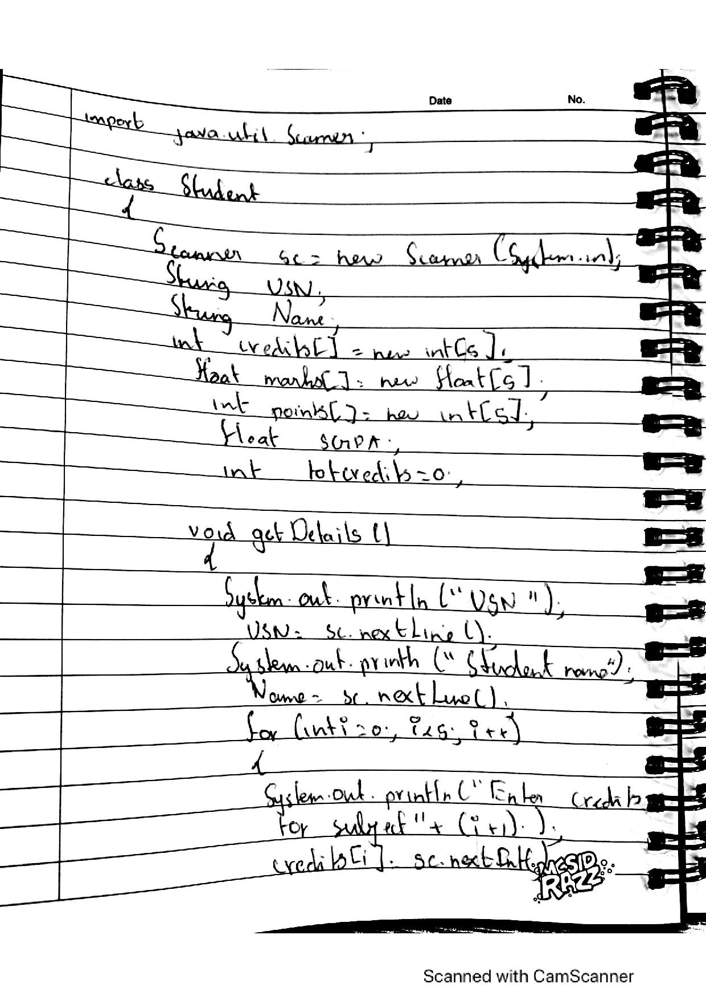 Date No.
import java.util.Scanner;
class Student
{
Scanner sc = new Scanner (System.in);
String USN;
String Name;
int credits[] = new int[5];
float marks[] = new float[5];
int points[] = new int[5];
float SGPA;
int totcredits=0;
void getDetails ()
{
System.out.println ("USN");
USN= sc.nextLine ();
System.out.println ("Student name");
Name= sc.nextLine();
for (int i=0; i<5; i++)
{
System.out.println ("Enter credits
for subject"+ (i+1) );
credits[i]= sc.nextInt()
MCSID
RAZZ
Scanned with CamScanner